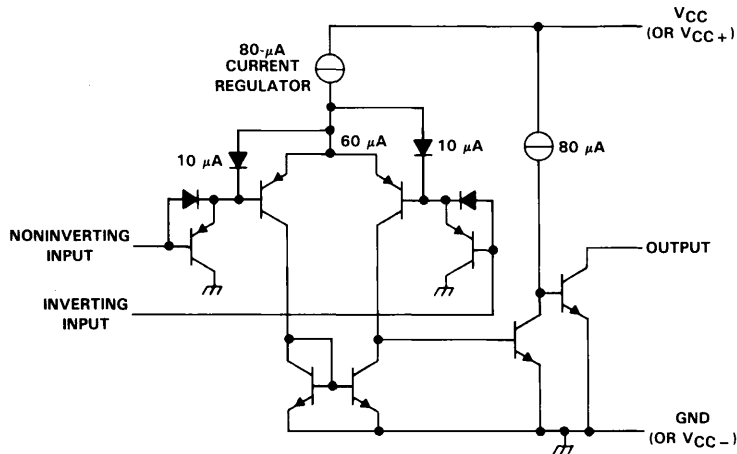 VCC
(OR VCC+)
80-μA
CURRENT
REGULATOR
60 μA
10 μA
10 μA
80 μA
NONINVERTING
INPUT
OUTPUT
INVERTING
INPUT
GND
(OR VCC−)